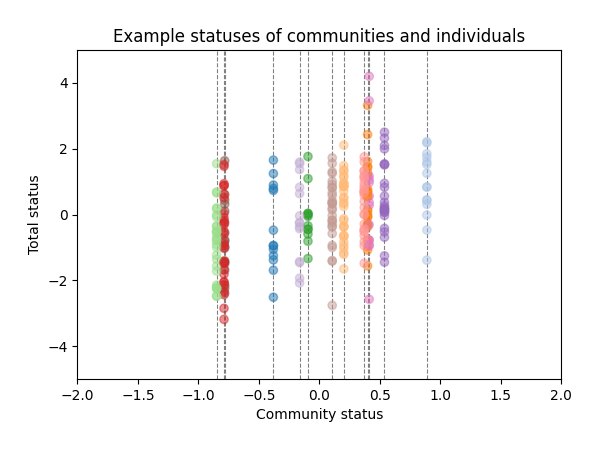 Example statuses of communities and individuals
Total status
4
2
0
−2
−4
−2.0 −1.5 −1.0 −0.5 0.0 0.5 1.0 1.5 2.0
Community status